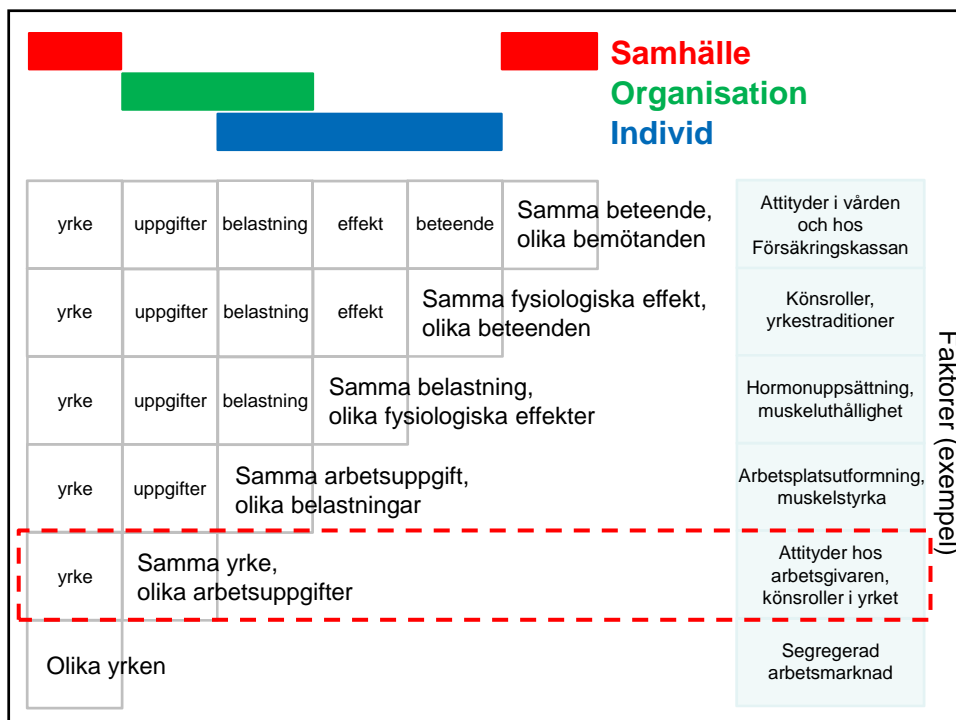 Samhälle
Organisation
Individ
yrke
uppgifter
belastning
effekt
beteende
Samma beteende,
olika bemötanden
Attityder i vården
och hos
Försäkringskassan
yrke
uppgifter
belastning
effekt
Samma fysiologiska effekt,
olika beteenden
Könsroller,
yrkestraditioner
yrke
uppgifter
belastning
Samma belastning,
olika fysiologiska effekter
Hormonuppsättning,
muskeluthållighet
yrke
uppgifter
Samma arbetsuppgift,
olika belastningar
Arbetsplatsutformning,
muskelstyrka
yrke
Samma yrke,
olika arbetsuppgifter
Attityder hos
arbetsgivaren,
könsroller i yrket
Olika yrken
Segregerad
arbetsmarknad
Faktorer (exempel)